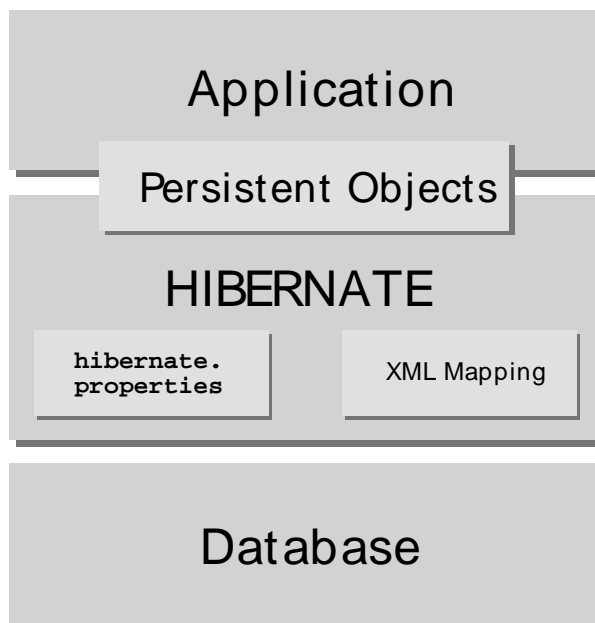 Application
Persistent Objects
HIBERNATE
hibernate.
properties
XML Mapping
Database